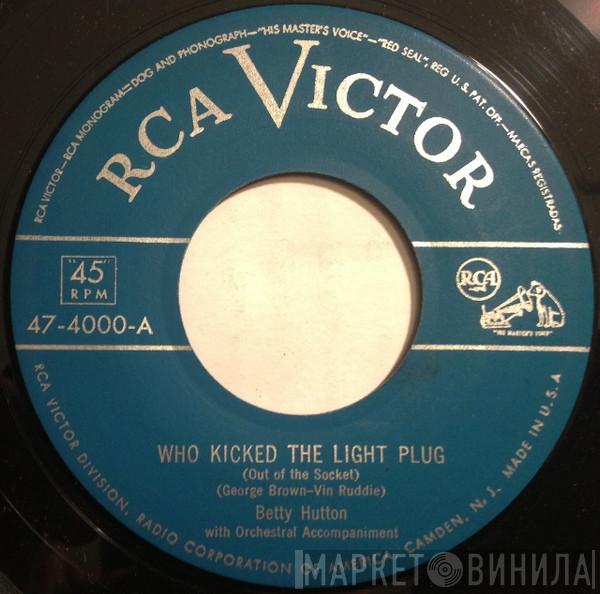 RCA VICTOR—RCA MONOGRAM—DOG AND PHONOGRAPH—"HIS MASTER'S VOICE"—"RED SEAL", REG U.S. PAT. OFF.—MARCAS REGISTRADAS
RCA VICTOR
"45"
RPM
47-4000-A
RCA
"HIS MASTER'S VOICE"
WHO KICKED THE LIGHT PLUG
(Out of the Socket)
(George Brown-Vin Ruddie)
Betty Hutton
with Orchestral Accompaniment
RCA VICTOR DIVISION, RADIO CORPORATION OF AMERICA, CAMDEN, N. J. MADE IN U.S.A
МАРКЕТ ВИНИЛА